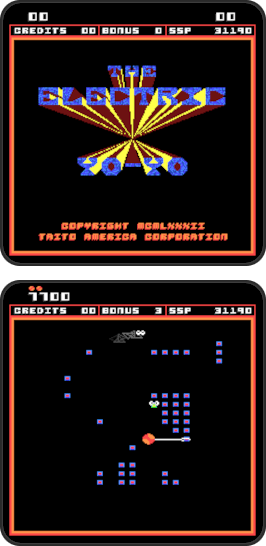 00 00
CREDITS 00 BONUS 0 SSP 31190
THE
ELECTRIC
YO-YO
COPYRIGHT MCMLXXXII
TAITO AMERICA CORPORATION
7700
CREDITS 00 BONUS 3 SSP 31190